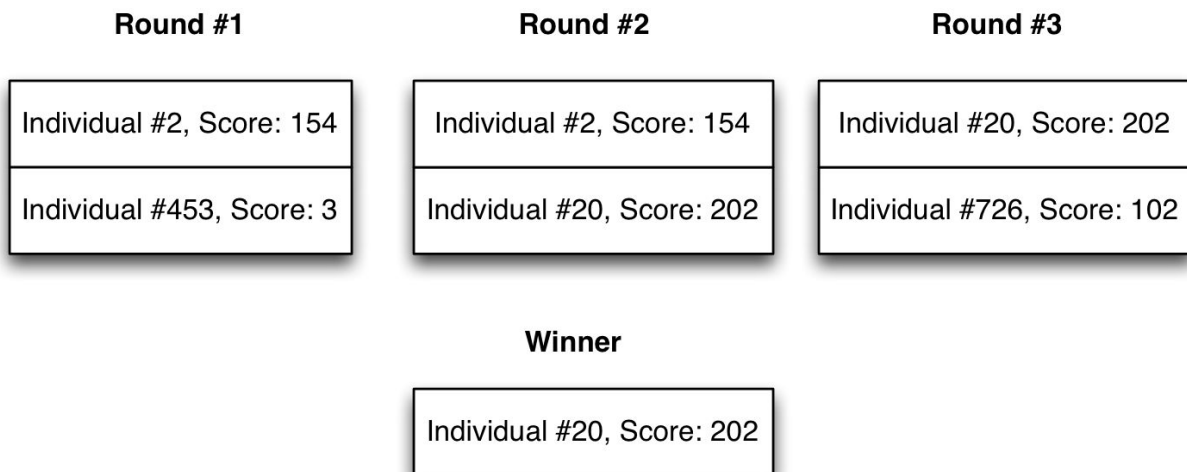 Round #1
Round #2
Round #3
Individual #2, Score: 154
Individual #2, Score: 154
Individual #20, Score: 202
Individual #453, Score: 3
Individual #20, Score: 202
Individual #726, Score: 102
Winner
Individual #20, Score: 202